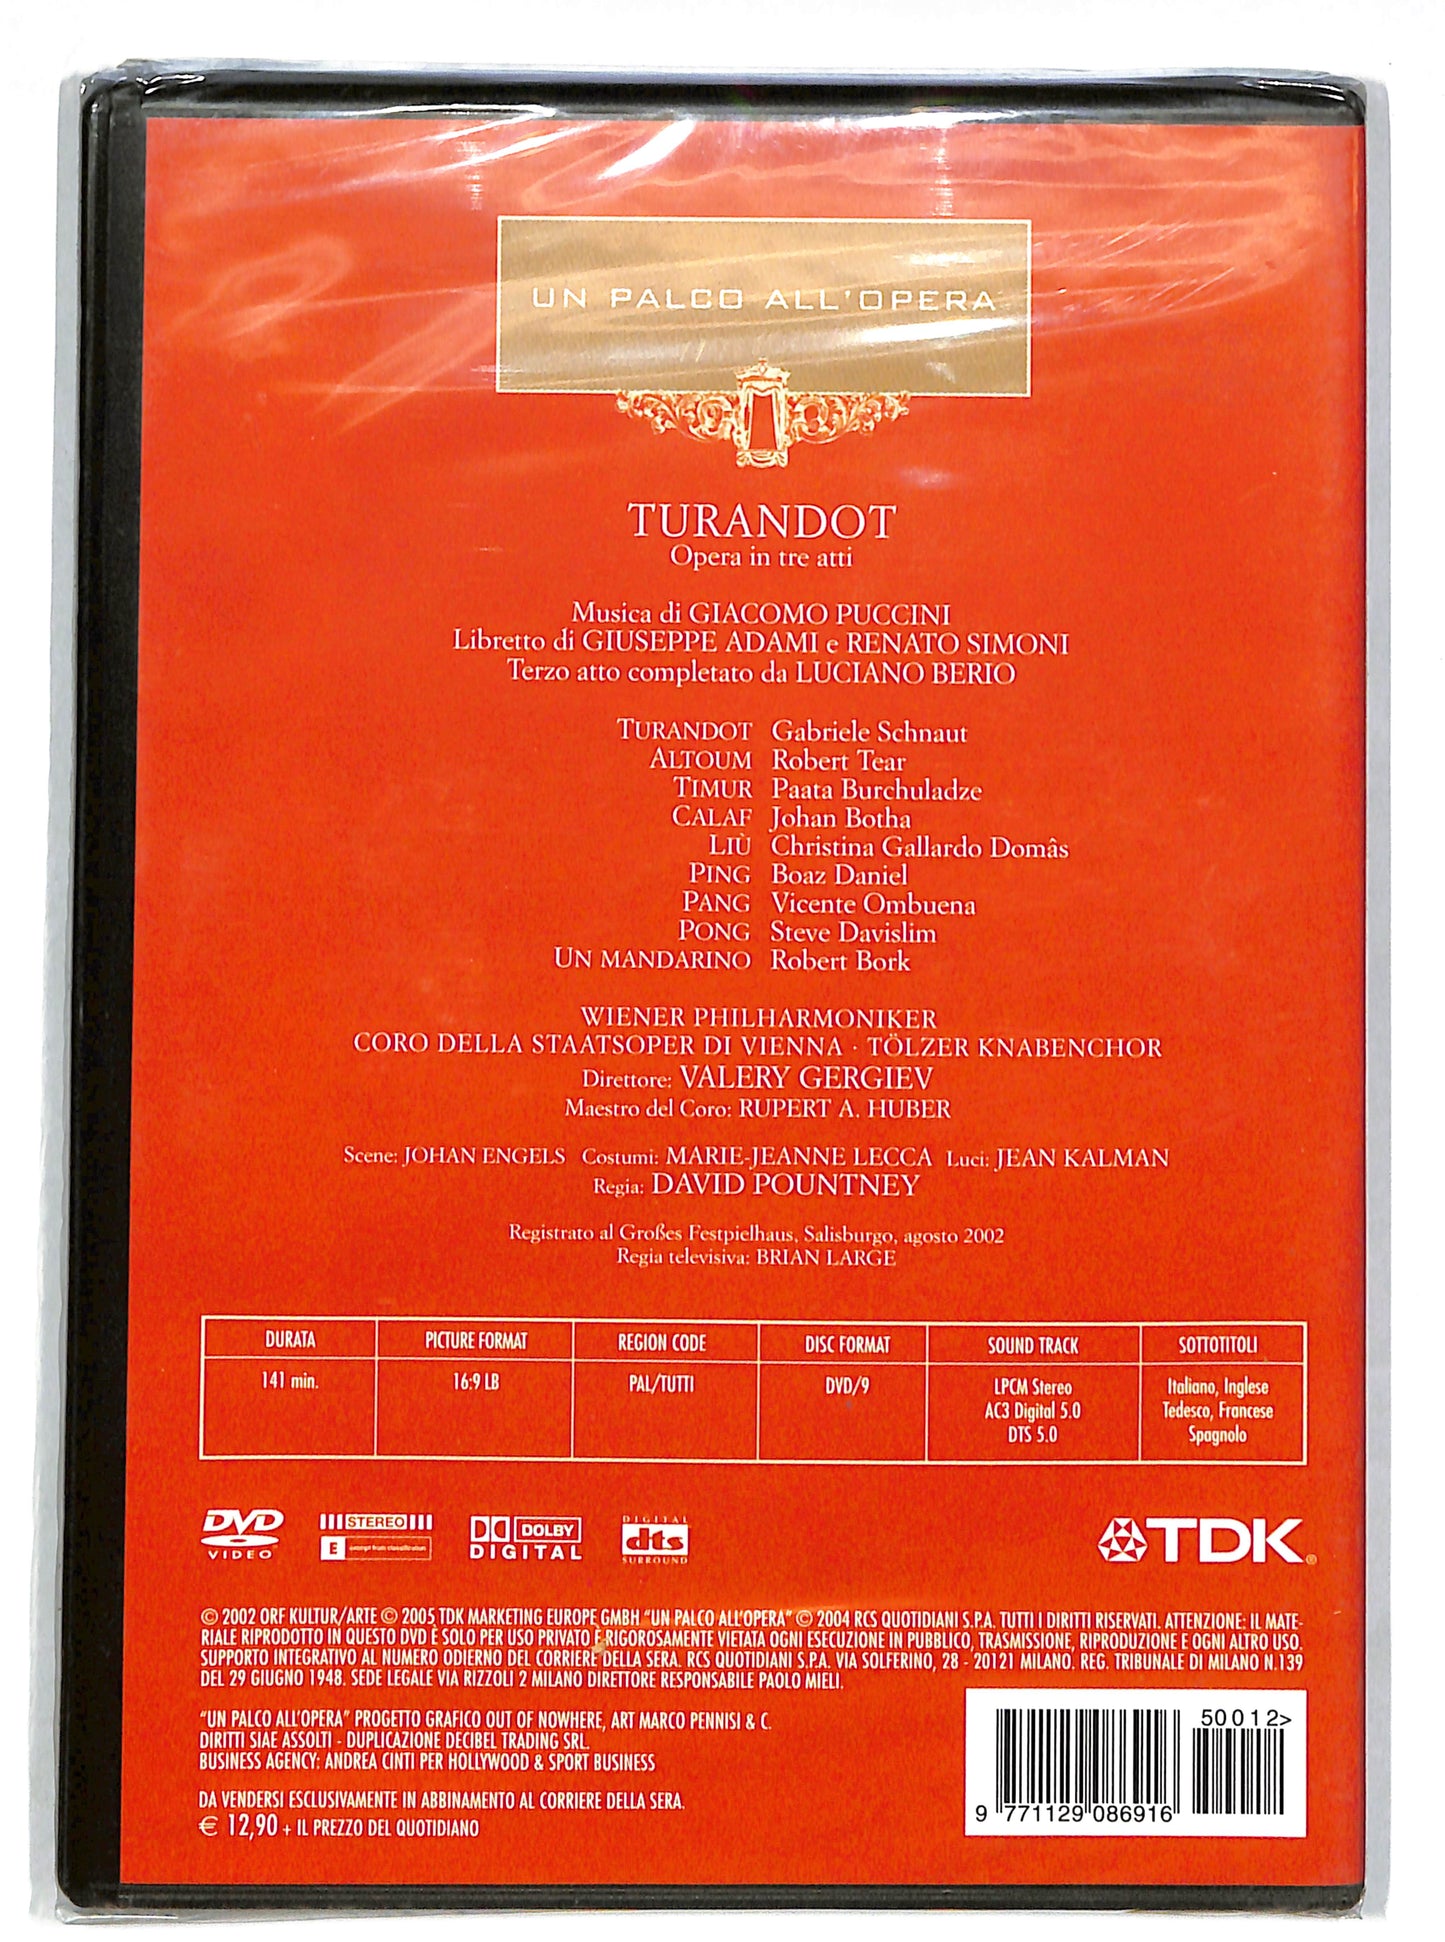 UN PALCO ALL'OPERA
TURANDOT
Opera in tre atti
Musica di GIACOMO PUCCINI
Libretto di GIUSEPPE ADAMI e RENATO SIMONI
Terzo atto completato da LUCIANO BERIO
TURANDOT Gabriele Schnaut
ALTOUM Robert Tear
TIMUR Paata Burchuladze
CALAF Johan Botha
LIÙ Christina Gallardo Domâs
PING Boaz Daniel
PANG Vicente Ombuena
PONG Steve Davislim
UN MANDARINO Robert Bork
WIENER PHILHARMONIKER
CORO DELLA STAATSOPER DI VIENNA · TÖLZER KNABENCHOR
Direttore: VALERY GERGIEV
Maestro del Coro: RUPERT A. HUBER
Scene: JOHAN ENGELS Costumi: MARIE-JEANNE LECCA Luci: JEAN KALMAN
Regia: DAVID POUNTNEY
Registrato al Großes Festpielhaus, Salisburgo, agosto 2002
Regia televisiva: BRIAN LARGE
DURATA PICTURE FORMAT REGION CODE DISC FORMAT SOUND TRACK SOTTOTITOLI
141 min. 16:9 LB PAL/TUTTI DVD/9 LPCM Stereo Italiano, Inglese
AC3 Digital 5.0 Tedesco, Francese
DTS 5.0 Spagnolo
DVD VIDEO
STEREO
E exempt from classification
DOLBY DIGITAL
DIGITAL dts SURROUND
TDK®
© 2002 ORF KULTUR/ARTE © 2005 TDK MARKETING EUROPE GMBH "UN PALCO ALL'OPERA" © 2004 RCS QUOTIDIANI S.P.A. TUTTI I DIRITTI RISERVATI. ATTENZIONE: IL MATE-
RIALE RIPRODOTTO IN QUESTO DVD È SOLO PER USO PRIVATO È RIGOROSAMENTE VIETATA OGNI ESECUZIONE IN PUBBLICO, TRASMISSIONE, RIPRODUZIONE E OGNI ALTRO USO.
SUPPORTO INTEGRATIVO AL NUMERO ODIERNO DEL CORRIERE DELLA SERA. RCS QUOTIDIANI S.P.A. VIA SOLFERINO, 28 - 20121 MILANO. REG. TRIBUNALE DI MILANO N.139
DEL 29 GIUGNO 1948. SEDE LEGALE VIA RIZZOLI 2 MILANO DIRETTORE RESPONSABILE PAOLO MIELI.
"UN PALCO ALL'OPERA" PROGETTO GRAFICO OUT OF NOWHERE, ART MARCO PENNISI & C.
DIRITTI SIAE ASSOLTI - DUPLICAZIONE DECIBEL TRADING SRL.
BUSINESS AGENCY: ANDREA CINTI PER HOLLYWOOD & SPORT BUSINESS
DA VENDERSI ESCLUSIVAMENTE IN ABBINAMENTO AL CORRIERE DELLA SERA.
€ 12,90 + IL PREZZO DEL QUOTIDIANO
50012>
9 771129 086916